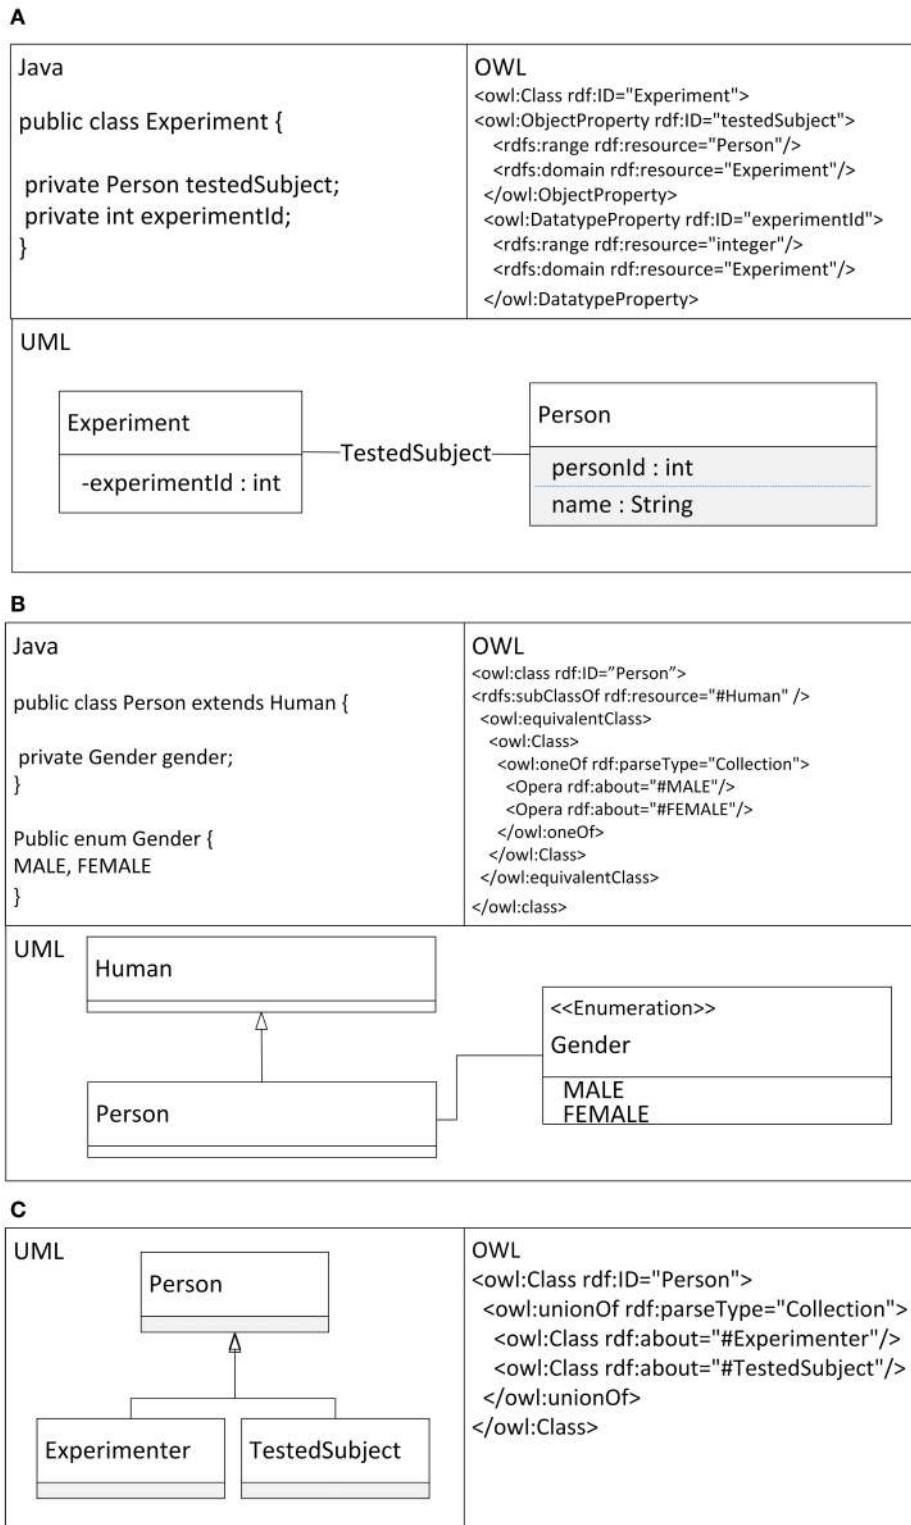 A
Java
public class Experiment {
private Person testedSubject;
private int experimentId;
}
OWL
<owl:Class rdf:ID="Experiment">
<owl:ObjectProperty rdf:ID="testedSubject">
<rdfs:range rdf:resource="Person"/>
<rdfs:domain rdf:resource="Experiment"/>
</owl:ObjectProperty>
<owl:DatatypeProperty rdf:ID="experimentId">
<rdfs:range rdf:resource="integer"/>
<rdfs:domain rdf:resource="Experiment"/>
</owl:DatatypeProperty>
UML
Experiment
-experimentId : int
TestedSubject
Person
personId : int
name : String
B
Java
public class Person extends Human {
private Gender gender;
}
Public enum Gender {
MALE, FEMALE
}
OWL
<owl:class rdf:ID=”Person”>
<rdfs:subClassOf rdf:resource="#Human" />
<owl:equivalentClass>
<owl:Class>
<owl:oneOf rdf:parseType="Collection">
<Opera rdf:about="#MALE"/>
<Opera rdf:about="#FEMALE"/>
</owl:oneOf>
</owl:Class>
</owl:equivalentClass>
</owl:class>
UML
Human
Person
<<Enumeration>>
Gender
MALE
FEMALE
C
UML
Person
Experimenter
TestedSubject
OWL
<owl:Class rdf:ID="Person">
<owl:unionOf rdf:parseType="Collection">
<owl:Class rdf:about="#Experimenter"/>
<owl:Class rdf:about="#TestedSubject"/>
</owl:unionOf>
</owl:Class>